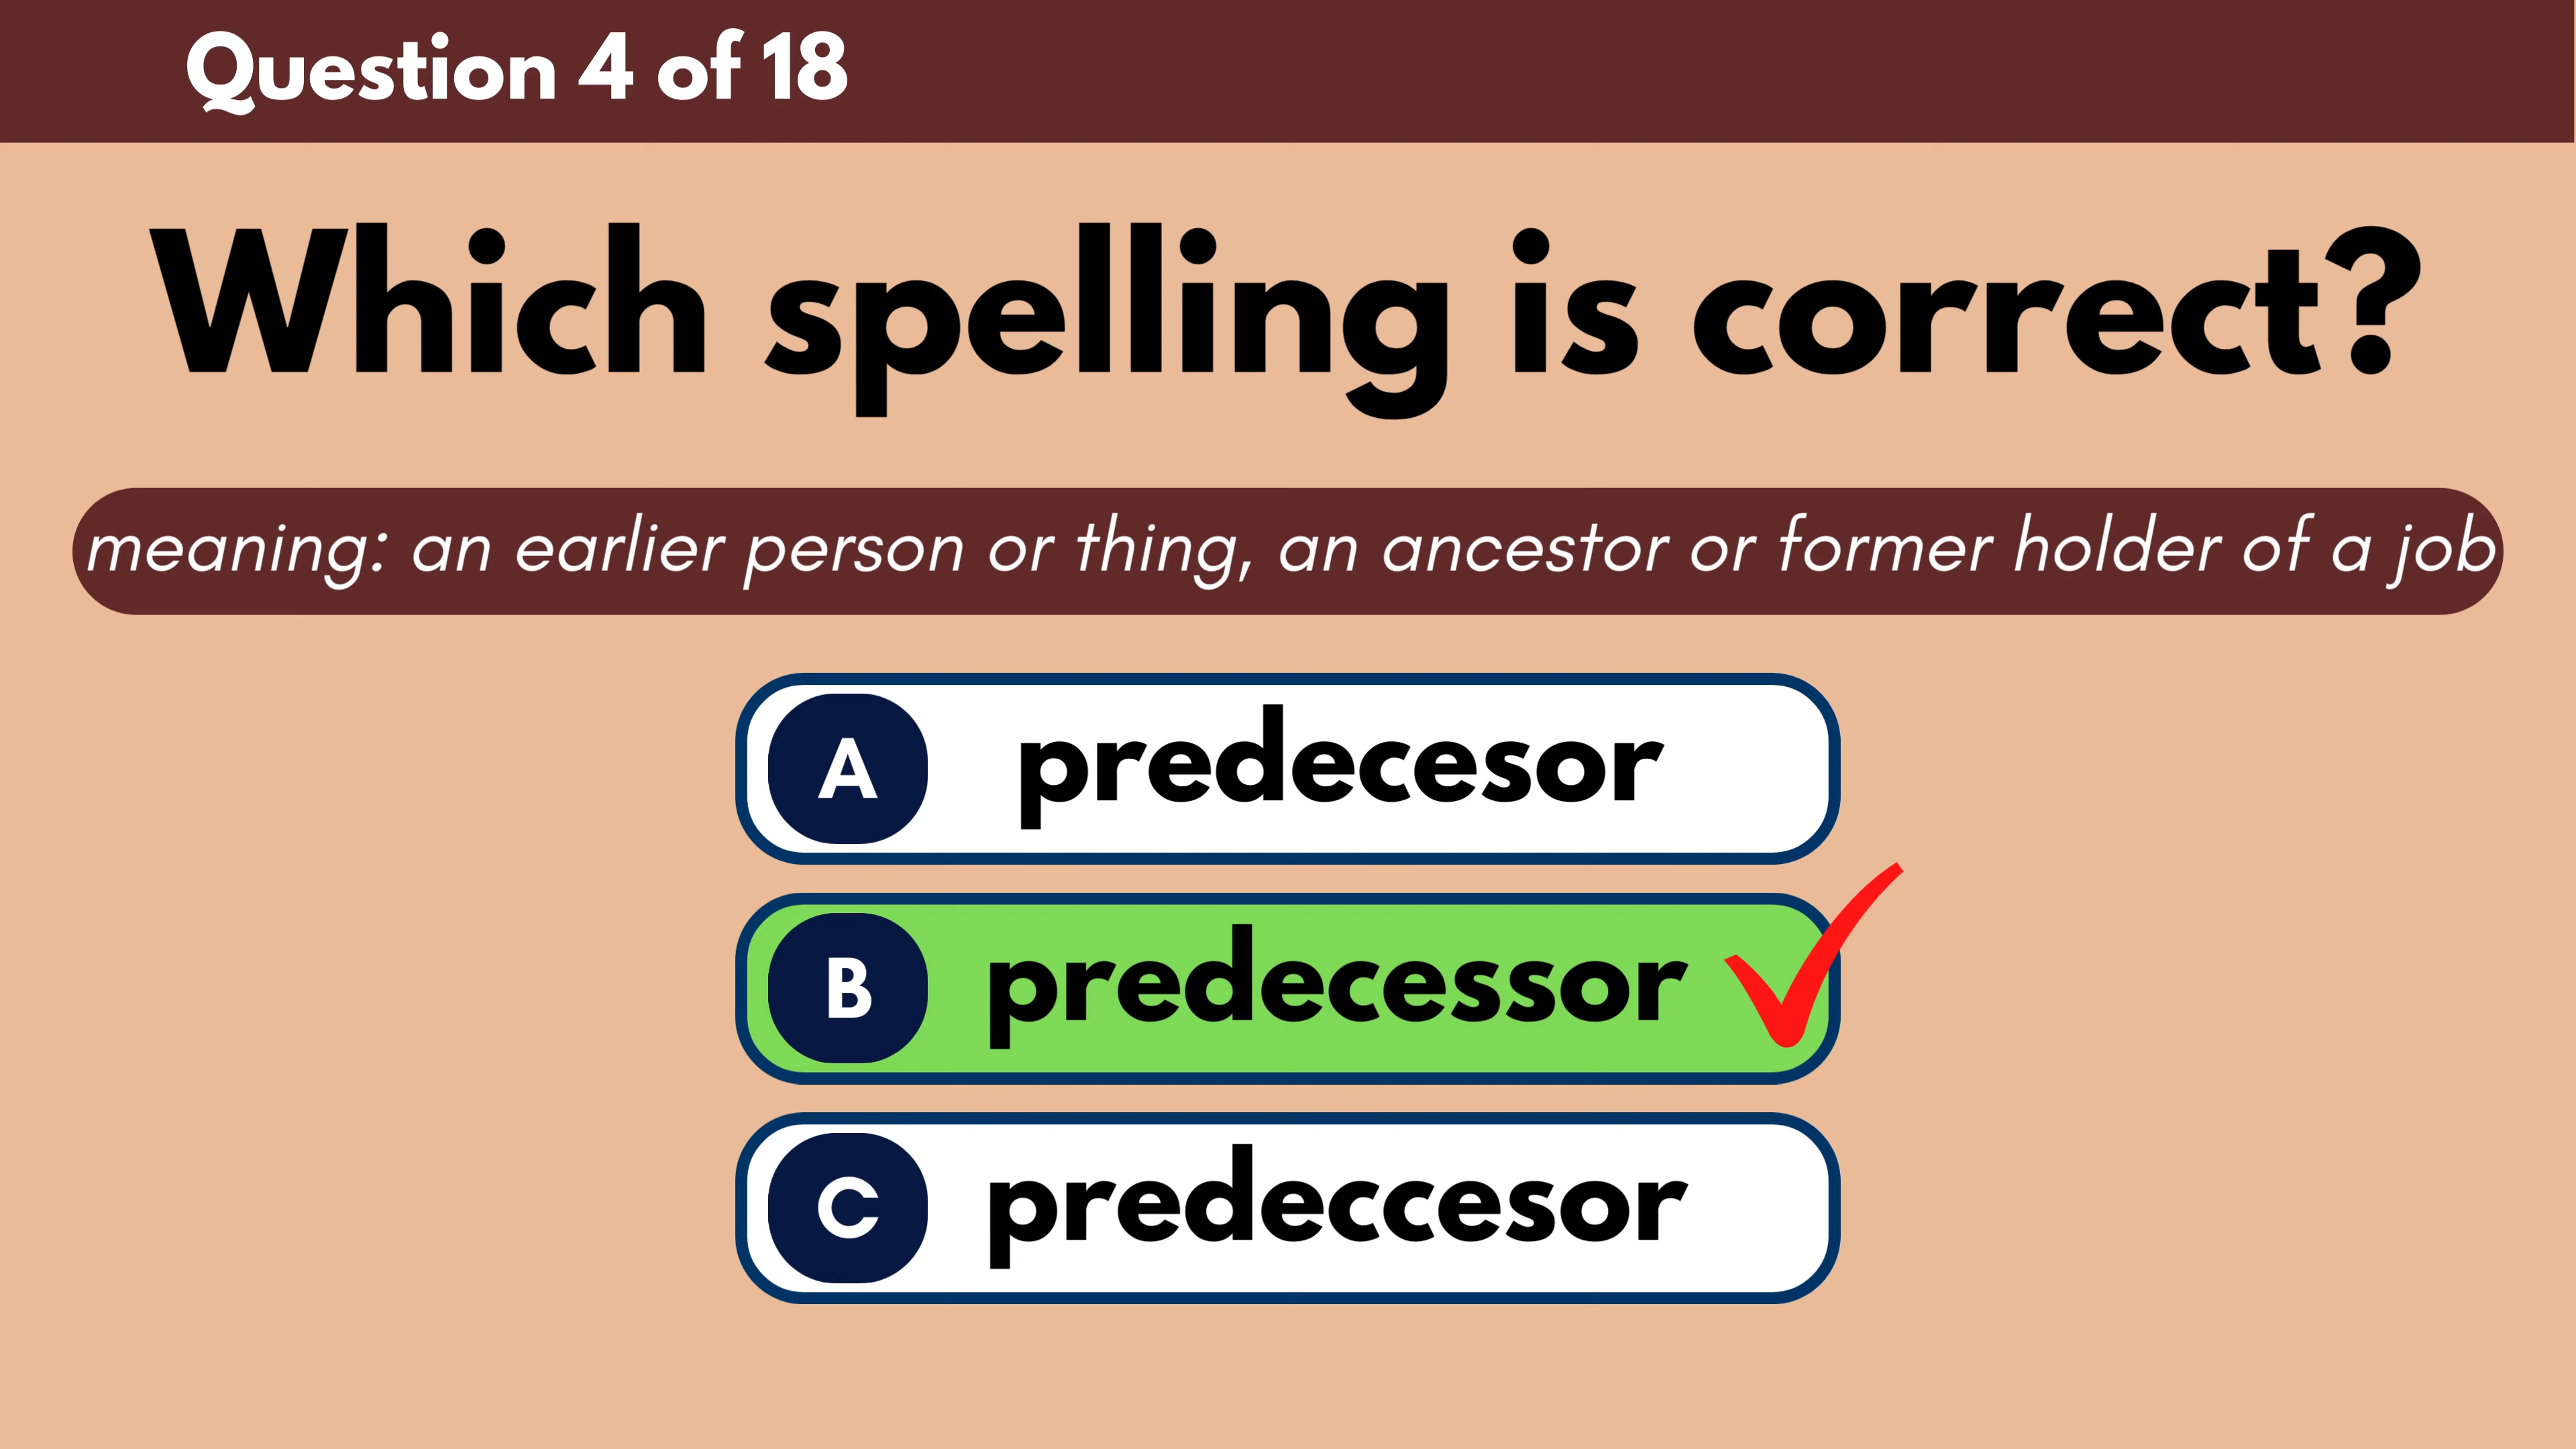 Question 4 of 18
Which spelling is correct?
meaning: an earlier person or thing, an ancestor or former holder of a job
A predecesor
B predecessor
C predeccesor